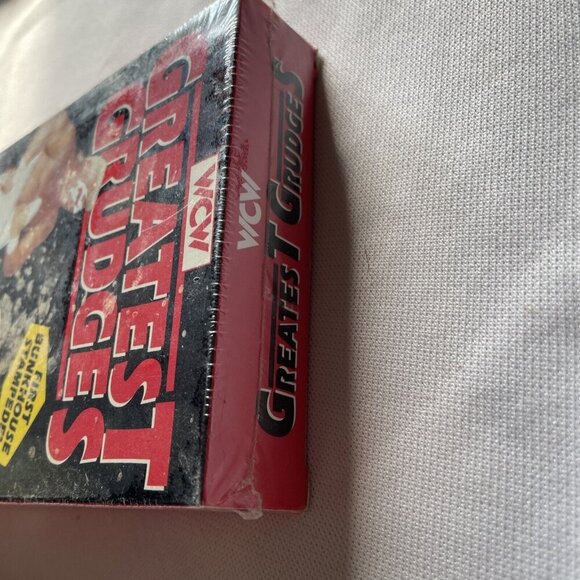 WCW
GREATEST
GRUDGES
FIRST
BUNKHOUSE
STAMPEDE
WCW
GREATEST GRUDGES